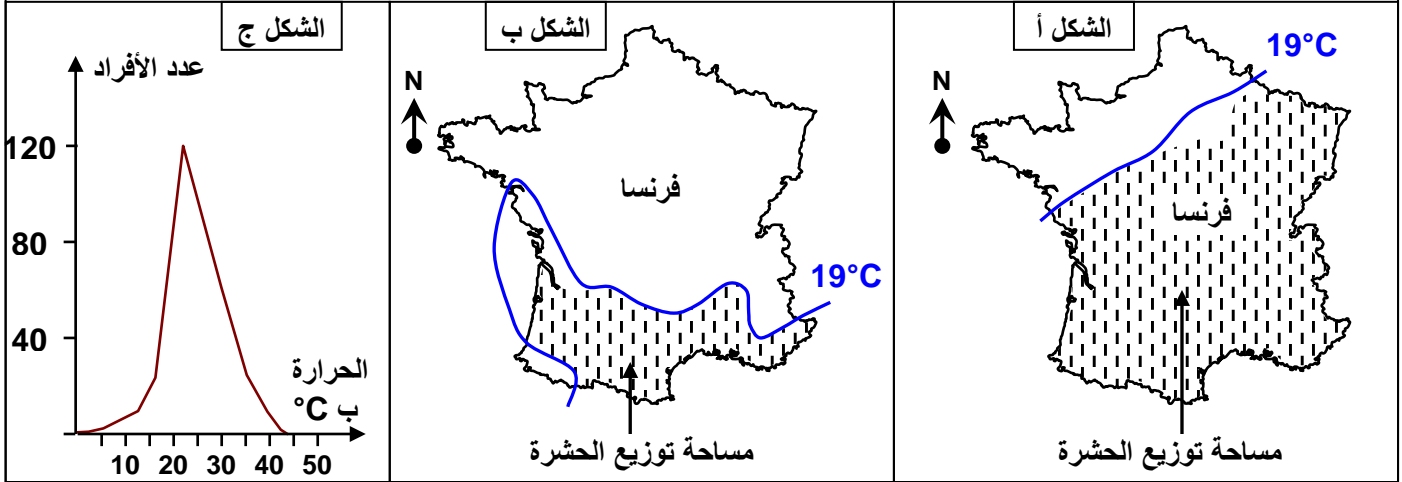 الشكل أ
19°C
N
فرنسا
مساحة توزيع الحشرة
الشكل ب
N
فرنسا
19°C
مساحة توزيع الحشرة
الشكل ج
عدد الأفراد
120
80
40
الحرارة
ب °C
10 20 30 40 50